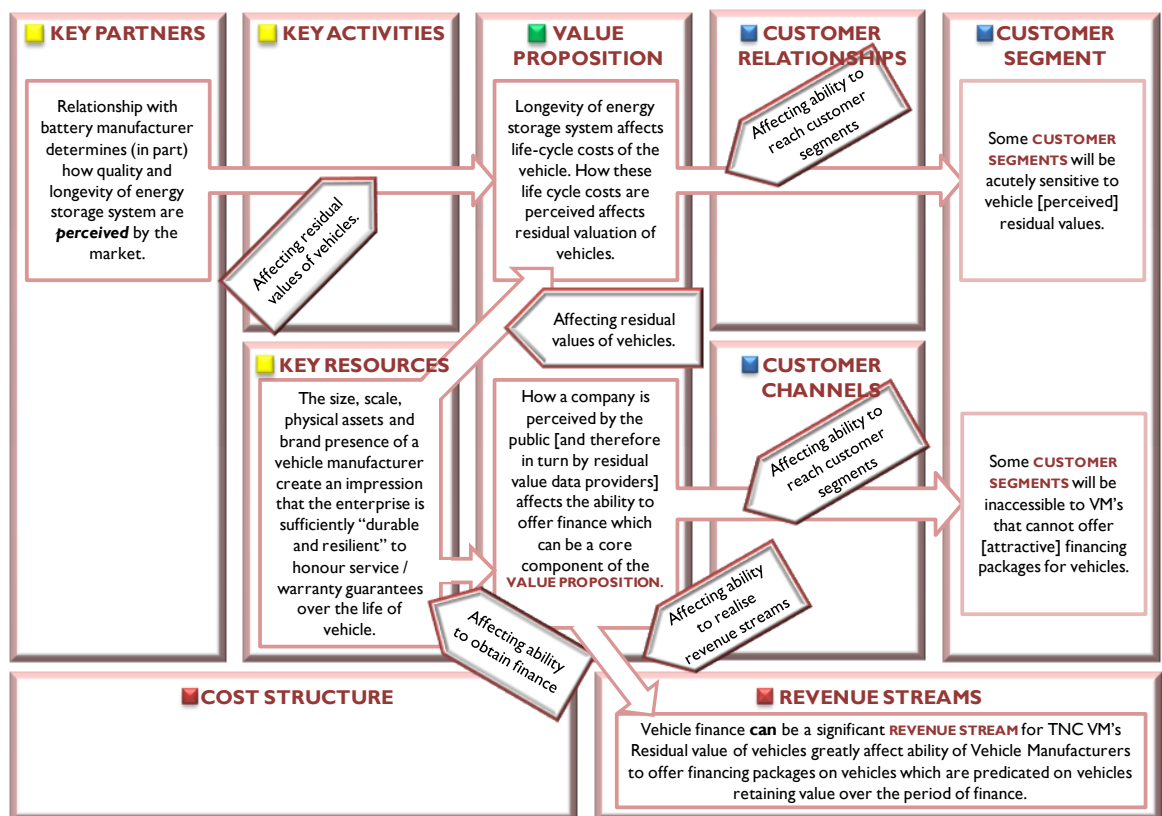 KEY PARTNERS
Relationship with
battery manufacturer
determines (in part)
how quality and
longevity of energy
storage system are
perceived by the
market.
KEY ACTIVITIES
Affecting residual
values of vehicles.
KEY RESOURCES
The size, scale,
physical assets and
brand presence of a
vehicle manufacturer
create an impression
that the enterprise is
sufficiently “durable
and resilient” to
honour service /
warranty guarantees
over the life of
vehicle.
VALUE
PROPOSITION
Longevity of energy
storage system affects
life-cycle costs of the
vehicle. How these
life cycle costs are
perceived affects
residual valuation of
vehicles.
Affecting residual
values of vehicles.
How a company is
perceived by the
public [and therefore
in turn by residual
value data providers]
affects the ability to
offer finance which
can be a core
component of the
VALUE PROPOSITION.
Affecting ability
to obtain finance
CUSTOMER
RELATIONSHIPS
Affecting ability to
reach customer
segments
CUSTOMER
CHANNELS
Affecting ability to
reach customer
segments
Affecting ability
to realise
revenue streams
CUSTOMER
SEGMENT
Some CUSTOMER
SEGMENTS will be
acutely sensitive to
vehicle [perceived]
residual values.
Some CUSTOMER
SEGMENTS will be
inaccessible to VM's
that cannot offer
[attractive] financing
packages for vehicles.
COST STRUCTURE
REVENUE STREAMS
Vehicle finance can be a significant REVENUE STREAM for TNC VM's
Residual value of vehicles greatly affect ability of Vehicle Manufacturers
to offer financing packages on vehicles which are predicated on vehicles
retaining value over the period of finance.